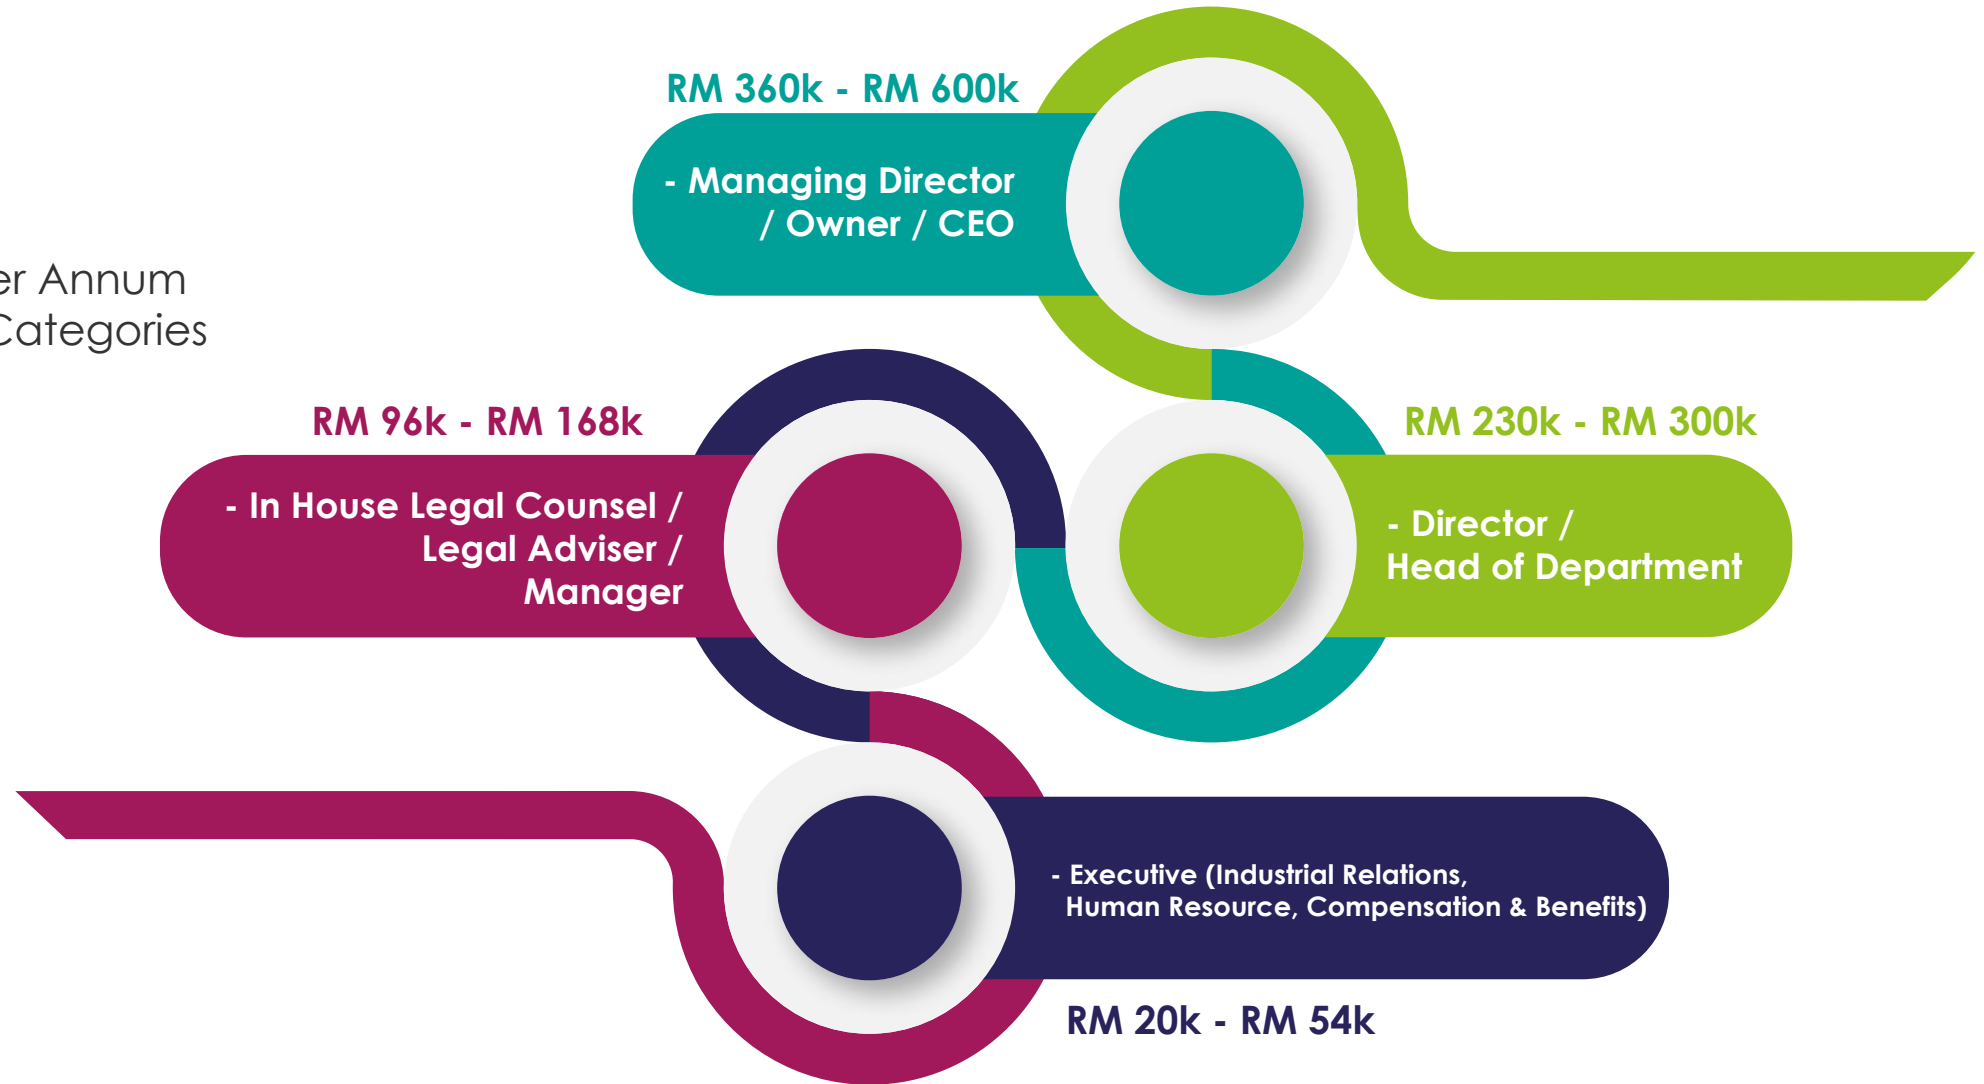 RM 360k - RM 600k
- Managing Director
/ Owner / CEO
Annum
Categories
RM 96k - RM 168k
- In House Legal Counsel /
Legal Adviser /
Manager
RM 230k - RM 300k
- Director /
Head of Department
- Executive (Industrial Relations,
Human Resource, Compensation & Benefits)
RM 20k - RM 54k